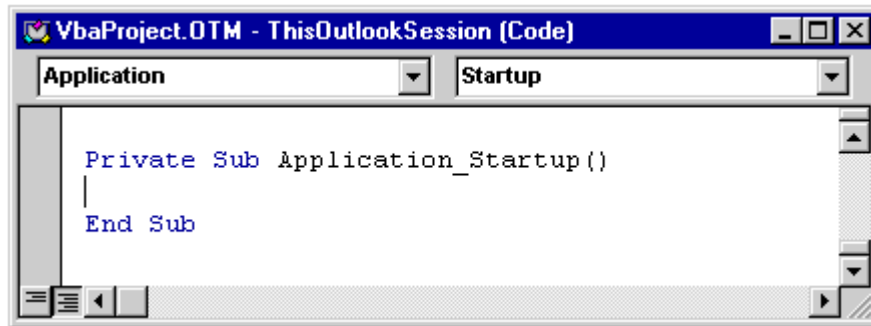 VbaProject.OTM - ThisOutlookSession (Code)
Application
Startup
Private Sub Application_Startup()
End Sub